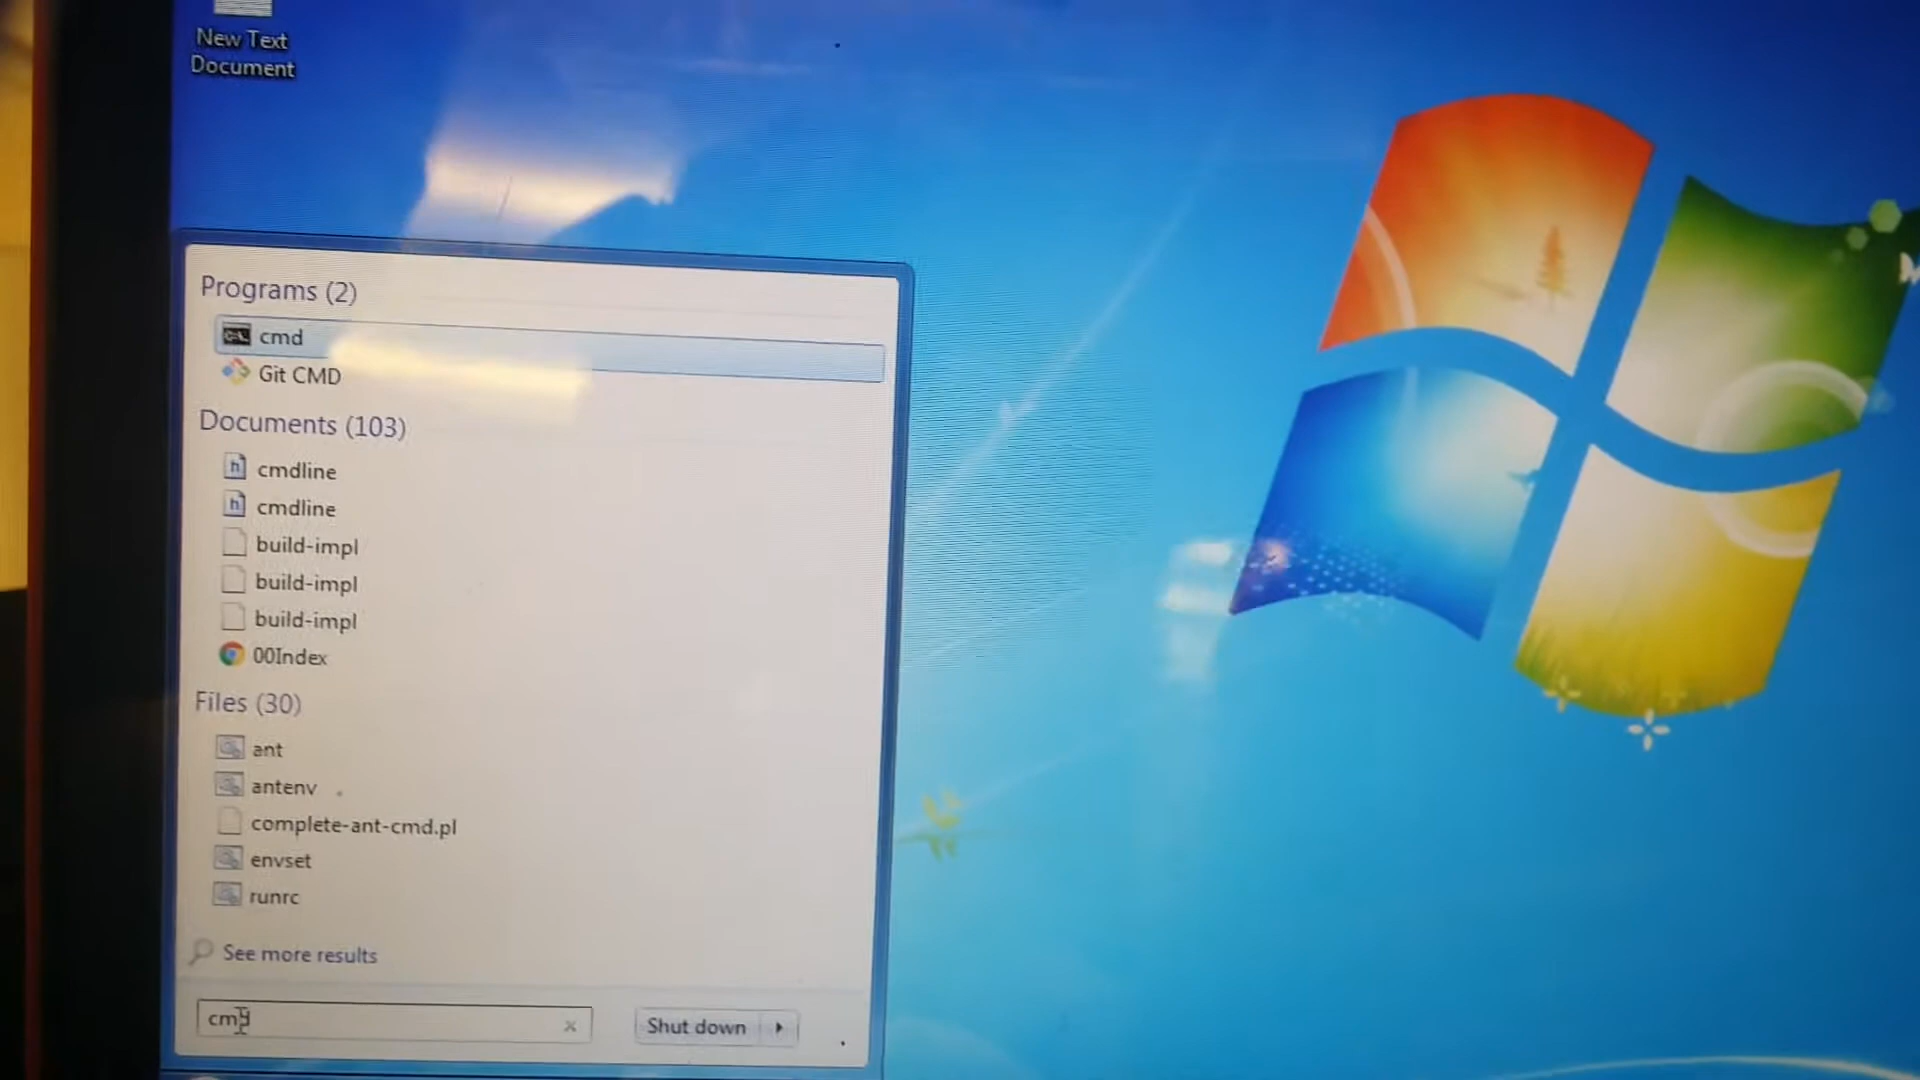 New Text
Document
Programs (2)
cmd
Git CMD
Documents (103)
cmdline
cmdline
build-impl
build-impl
build-impl
00Index
Files (30)
ant
antenv
complete-ant-cmd.pl
envset
runrc
See more results
cmd
Shut down